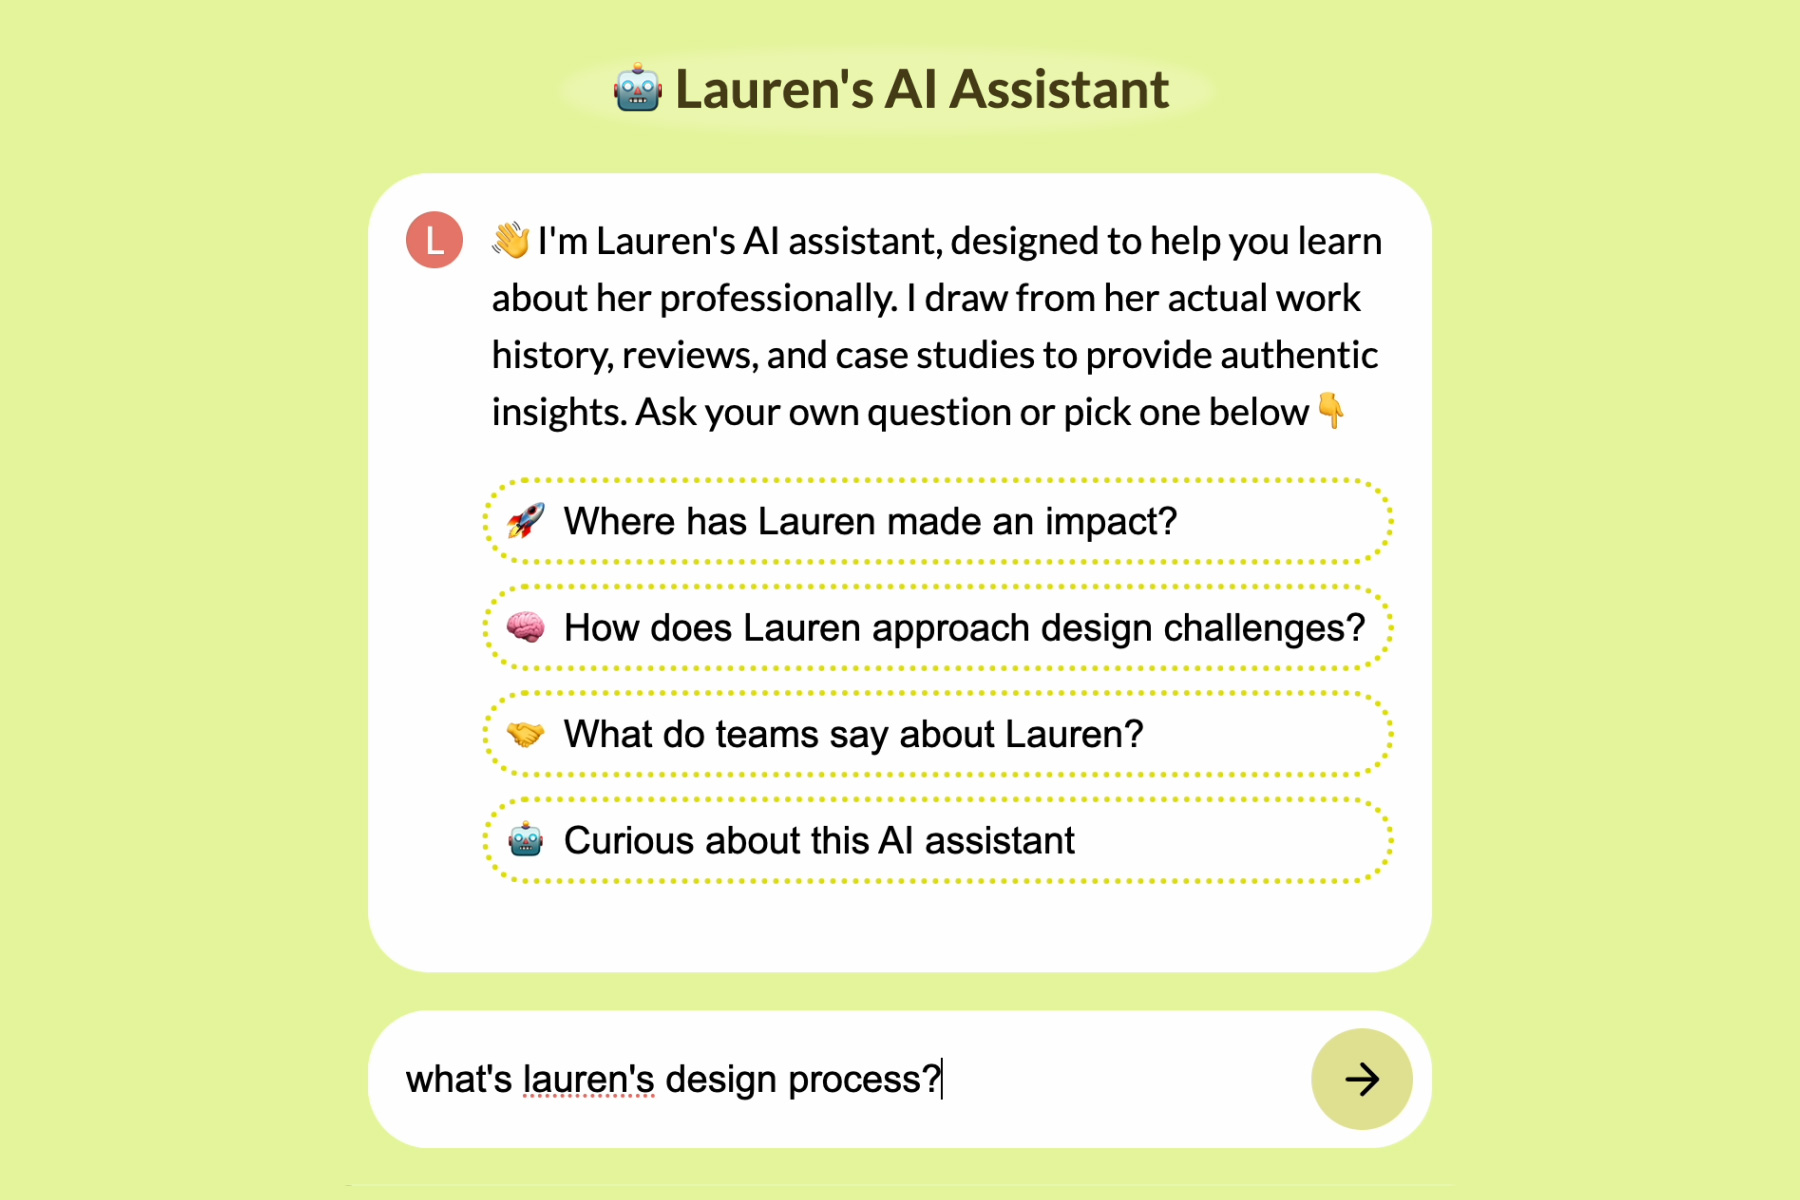 🤖 Lauren's AI Assistant
L
👋 I'm Lauren's AI assistant, designed to help you learn
about her professionally. I draw from her actual work
history, reviews, and case studies to provide authentic
insights. Ask your own question or pick one below👇
🚀 Where has Lauren made an impact?
🧠 How does Lauren approach design challenges?
🤝 What do teams say about Lauren?
🤖 Curious about this AI assistant
what's lauren's design process?